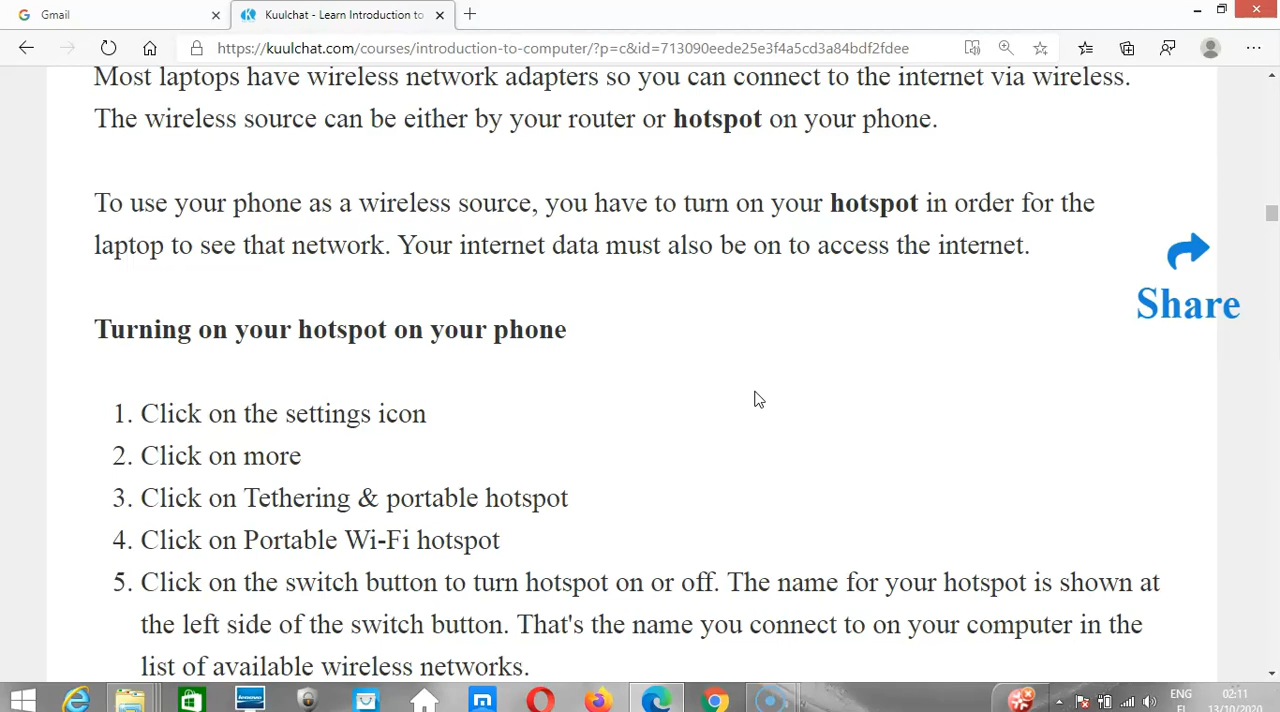 Gmail
Kuulchat - Learn Introduction to
https://kuulchat.com/courses/introduction-to-computer/?p=c&id=713090eede25e3f4a5cd3a84bdf2fdee
Most laptops have wireless network adapters so you can connect to the internet via wireless.
The wireless source can be either by your router or hotspot on your phone.
To use your phone as a wireless source, you have to turn on your hotspot in order for the
laptop to see that network. Your internet data must also be on to access the internet.
Share
Turning on your hotspot on your phone
1. Click on the settings icon
2. Click on more
3. Click on Tethering & portable hotspot
4. Click on Portable Wi-Fi hotspot
5. Click on the switch button to turn hotspot on or off. The name for your hotspot is shown at
the left side of the switch button. That's the name you connect to on your computer in the
list of available wireless networks.
lenovo
ENG
02:11
FI
13/10/2020